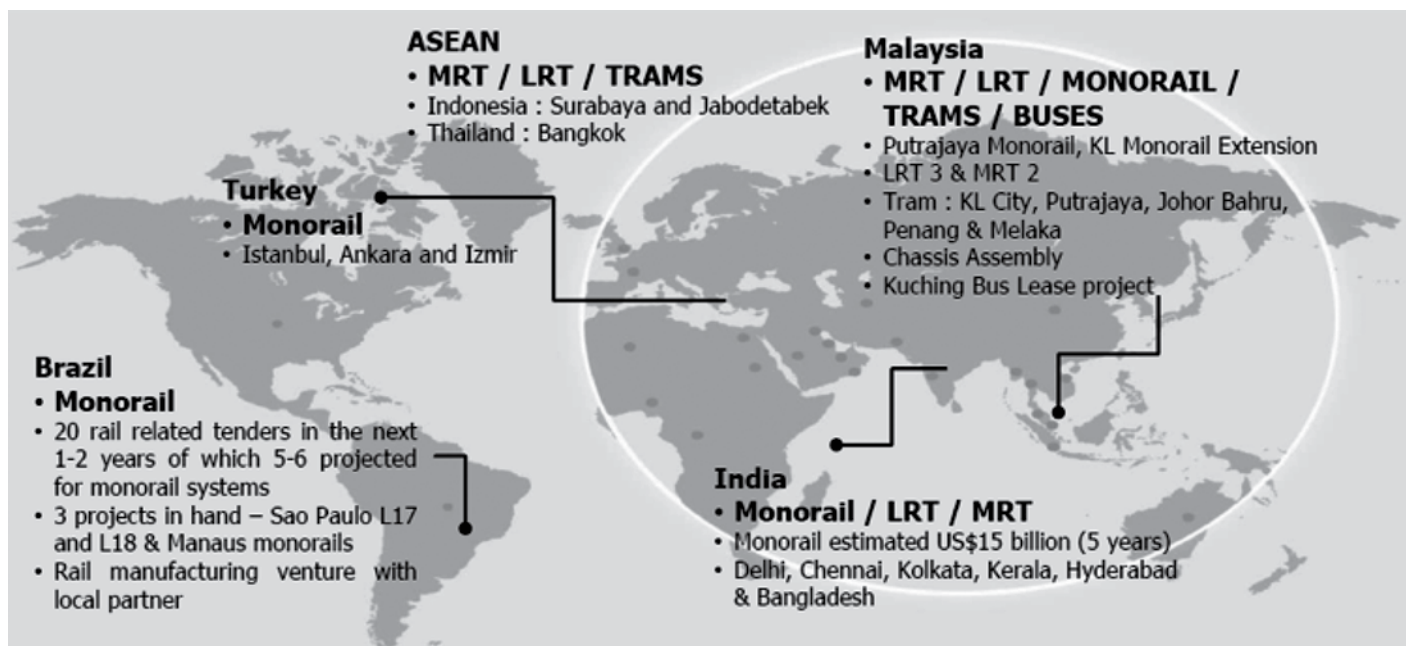 ASEAN
• MRT / LRT / TRAMS
• Indonesia : Surabaya and Jabodetabek
• Thailand : Bangkok
Malaysia
• MRT / LRT / MONORAIL /
TRAMS / BUSES
• Putrajaya Monorail, KL Monorail Extension
• LRT 3 & MRT 2
• Tram : KL City, Putrajaya, Johor Bahru,
Penang & Melaka
• Chassis Assembly
• Kuching Bus Lease project
Turkey
• Monorail
• Istanbul, Ankara and Izmir
Brazil
• Monorail
• 20 rail related tenders in the next
1-2 years of which 5-6 projected
for monorail systems
• 3 projects in hand – Sao Paulo L17
and L18 & Manaus monorails
• Rail manufacturing venture with
local partner
India
• Monorail / LRT / MRT
• Monorail estimated US$15 billion (5 years)
• Delhi, Chennai, Kolkata, Kerala, Hyderabad
& Bangladesh